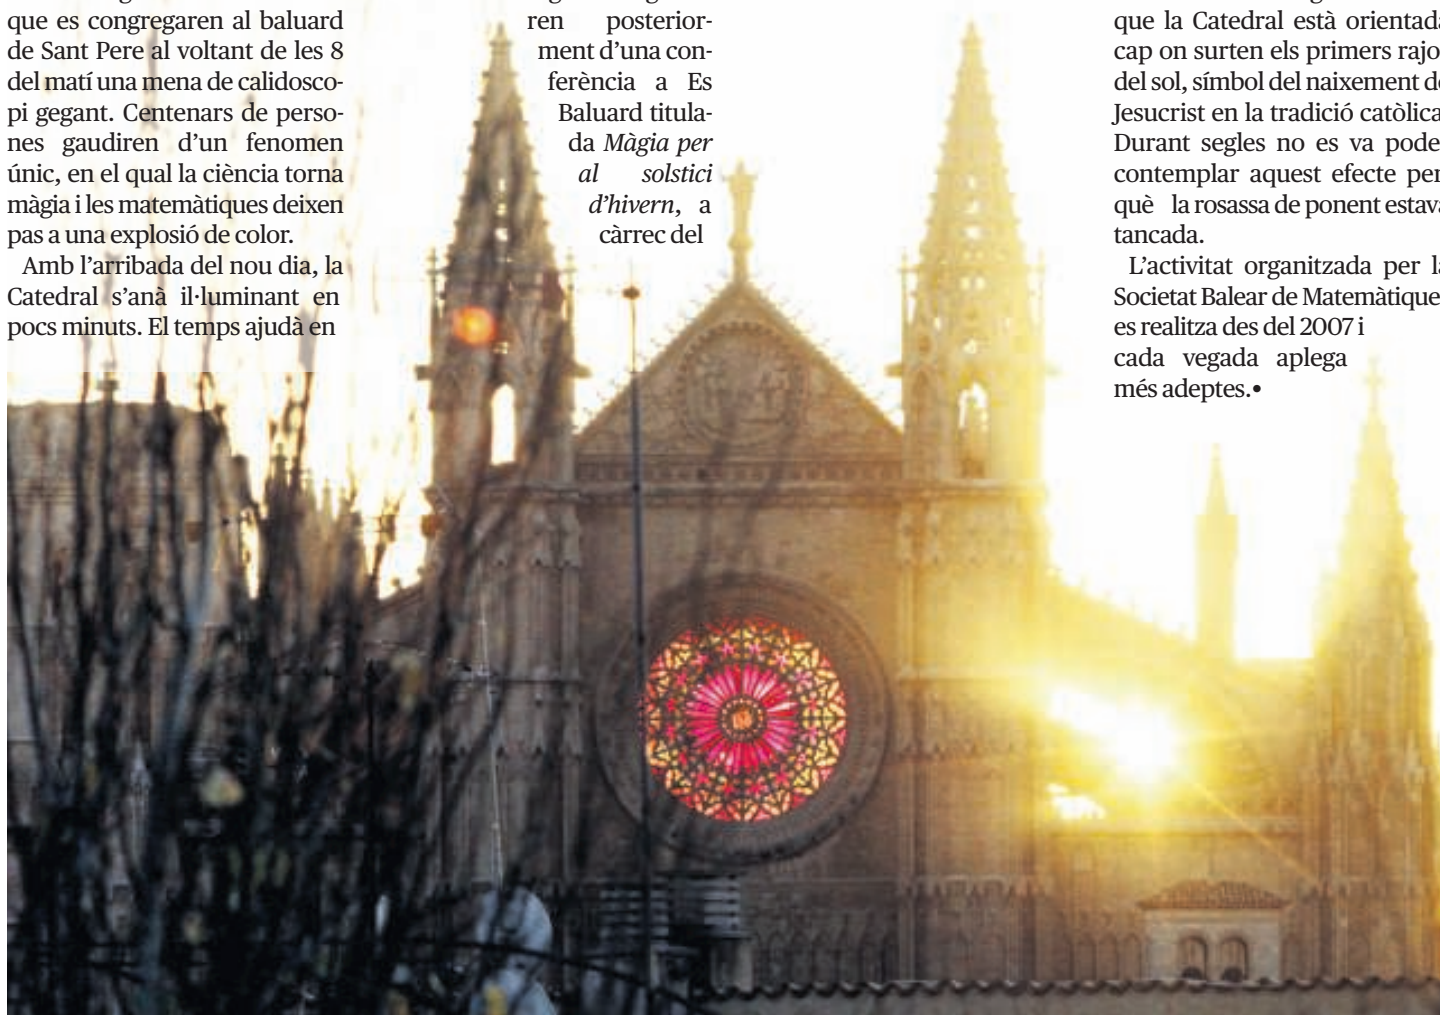 que es congregaren al baluard
de Sant Pere al voltant de les 8
del matí una mena de calidosco-
pi gegant. Centenars de perso-
nes gaudiren d’un fenomen
únic, en el qual la ciència torna
màgia i les matemàtiques deixen
pas a una explosió de color.
Amb l’arribada del nou dia, la
Catedral s’anà il·luminant en
pocs minuts. El temps ajudà en
ren posterior-
ment d’una con-
ferència a Es
Baluard titula-
da Màgia per
al solstici
d’hivern, a
càrrec del
que la Catedral està orientada
cap on surten els primers
del sol, símbol del naixement
Jesucrist en la tradició catòlica
Durant segles no es va
contemplar aquest efecte per
què la rosassa de ponent estava
tancada.
L’activitat organitzada per
Societat Balear de
es realitza des del 2007 i
cada vegada aplega
més adeptes.•